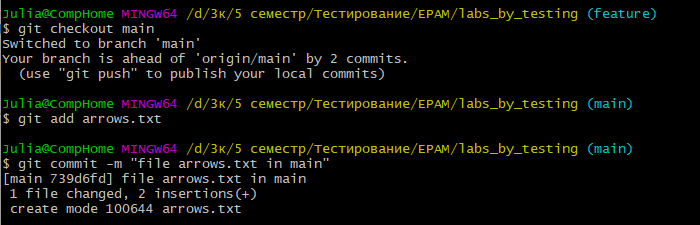 Julia@CompHome MINGW64 /d/3к/5 семестр/Тестирование/EPAM/labs_by_testing (feature)
$ git checkout main
Switched to branch 'main'
Your branch is ahead of 'origin/main' by 2 commits.
  (use "git push" to publish your local commits)
Julia@CompHome MINGW64 /d/3к/5 семестр/Тестирование/EPAM/labs_by_testing (main)
$ git add arrows.txt
Julia@CompHome MINGW64 /d/3к/5 семестр/Тестирование/EPAM/labs_by_testing (main)
$ git commit -m "file arrows.txt in main"
[main 739d6fd] file arrows.txt in main
 1 file changed, 2 insertions(+)
 create mode 100644 arrows.txt